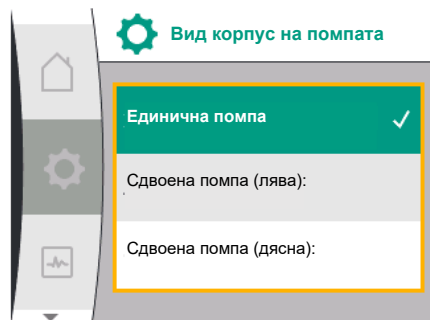 Вид корпус на помпата
Единична помпа
Сдвоена помпа (лява):
Сдвоена помпа (дясна):